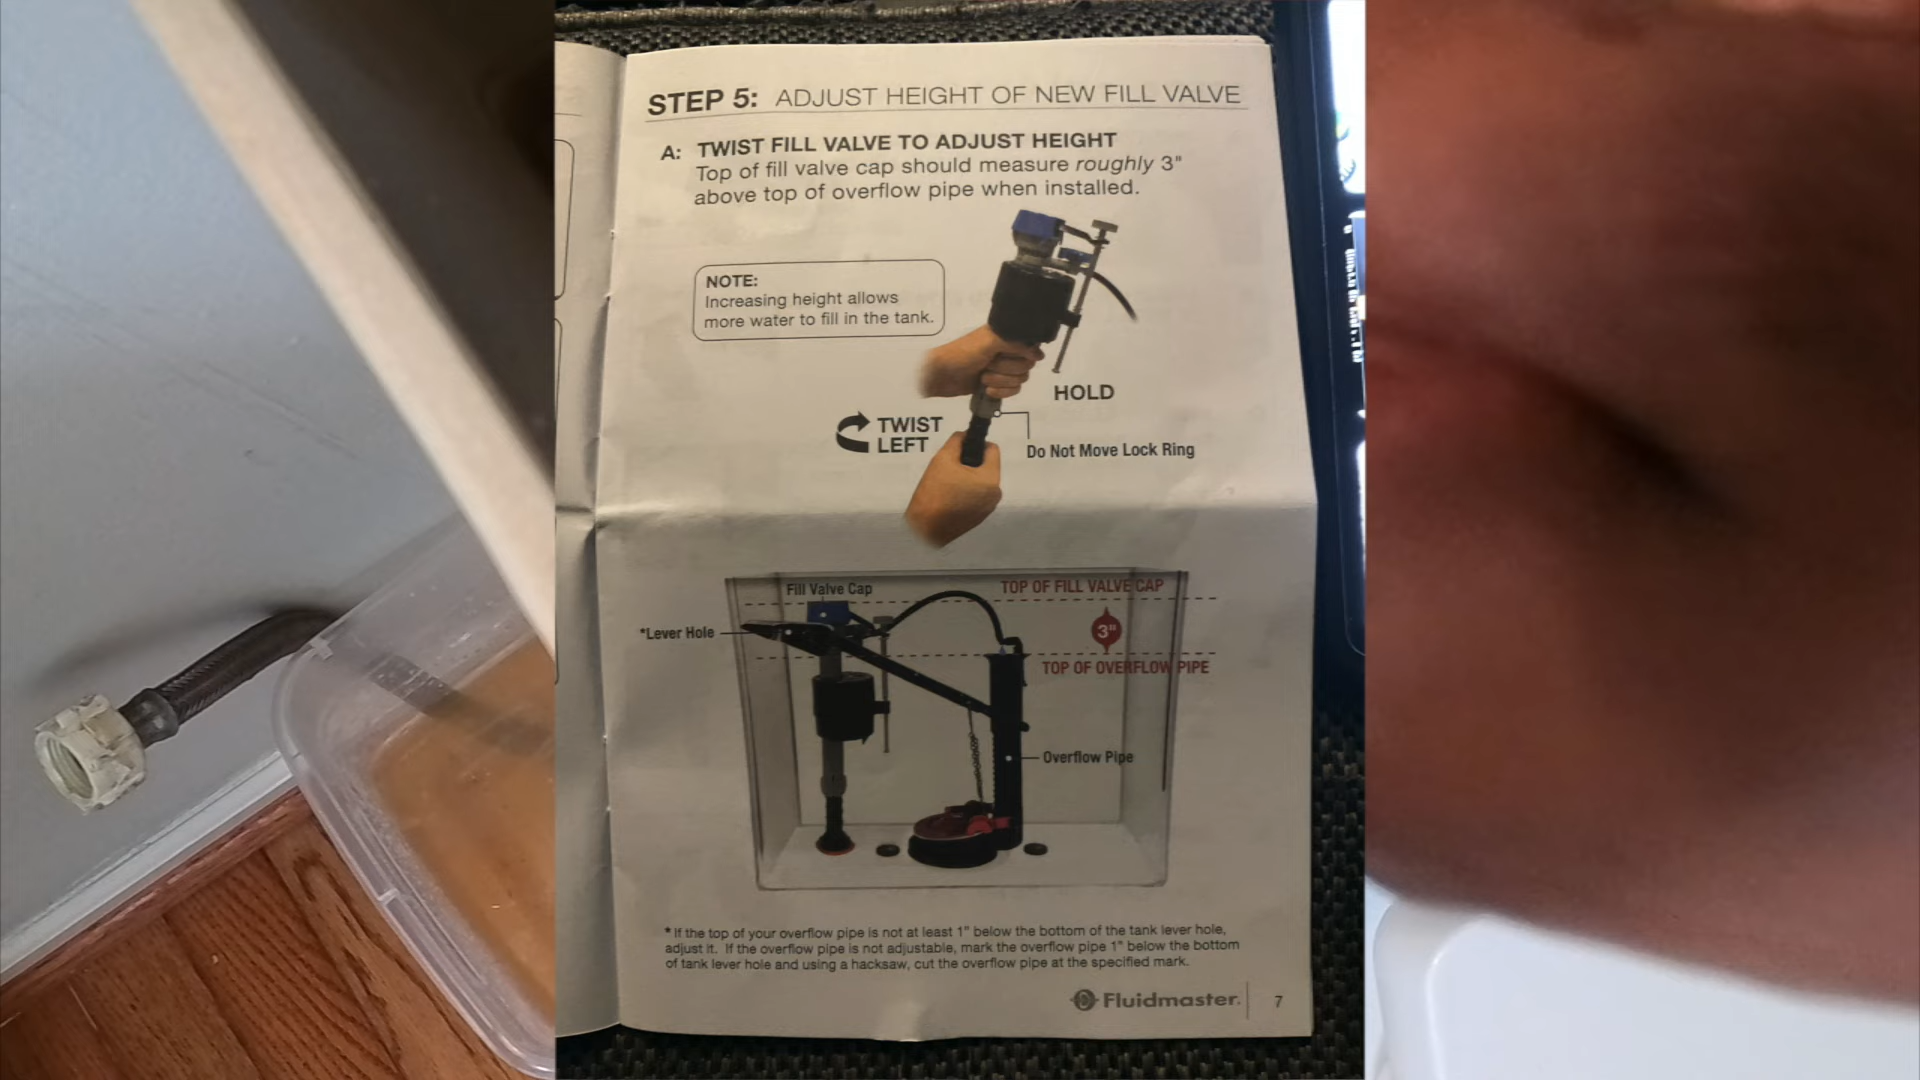 STEP 5: ADJUST HEIGHT OF NEW FILL VALVE
A: TWIST FILL VALVE TO ADJUST HEIGHT
Top of fill valve cap should measure roughly 3"
above top of overflow pipe when installed.
NOTE:
Increasing height allows
more water to fill in the tank.
HOLD
TWIST
LEFT
Do Not Move Lock Ring
Fill Valve Cap
TOP OF FILL VALVE CAP
*Lever Hole
3"
TOP OF OVERFLOW PIPE
Overflow Pipe
* If the top of your overflow pipe is not at least 1" below the bottom of the tank lever hole,
adjust it. If the overflow pipe is not adjustable, mark the overflow pipe 1" below the bottom
of tank lever hole and using a hacksaw, cut the overflow pipe at the specified mark.
Fluidmaster.
7